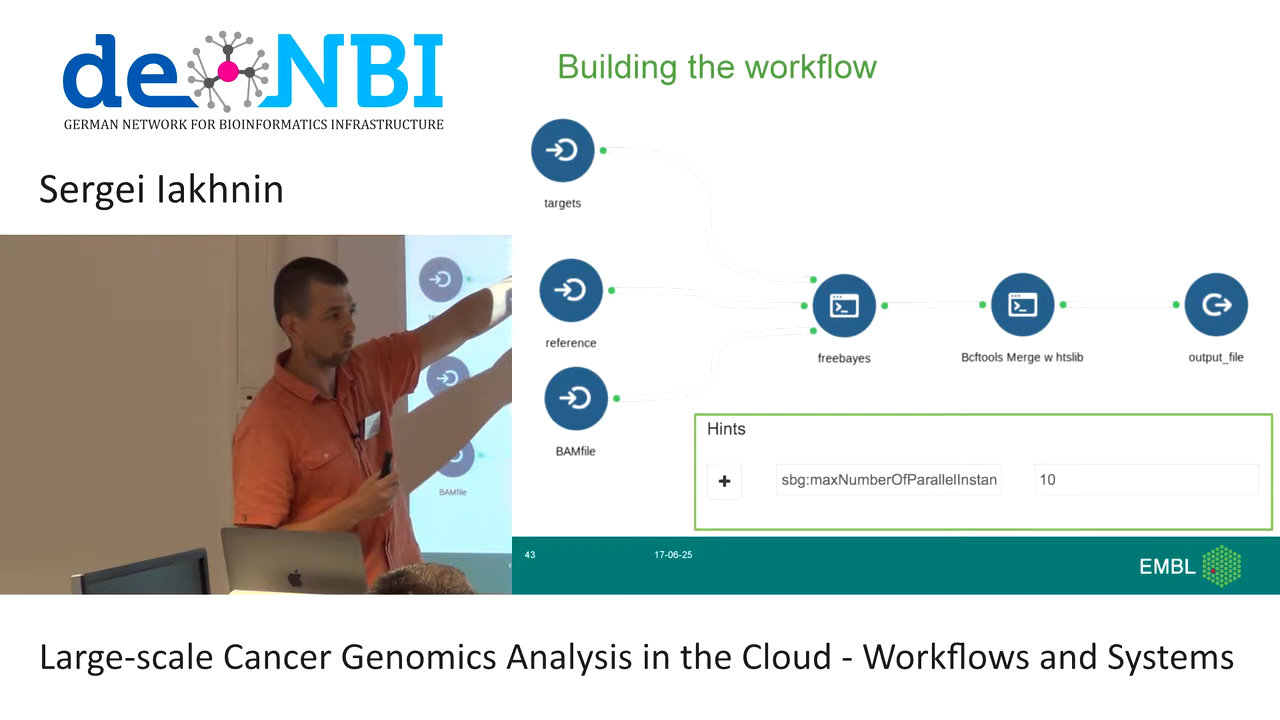 de NBI
GERMAN NETWORK FOR BIOINFORMATICS INFRASTRUCTURE
Sergei Iakhnin
BAMfile
Building the workflow
targets
reference
BAMfile
freebayes
Bcftools Merge w htslib
output_file
Hints
+
sbg:maxNumberOfParallelInstan
10
43
17-06-25
EMBL
Large-scale Cancer Genomics Analysis in the Cloud - Workflows and Systems